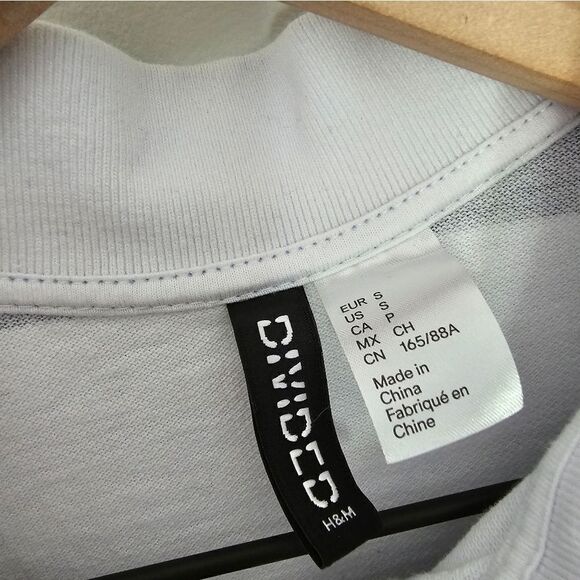 DIVIDED
H&M
EUR S
US S
CA P
MX CH
CN 165/88A
Made in
China
Fabriqué en
Chine